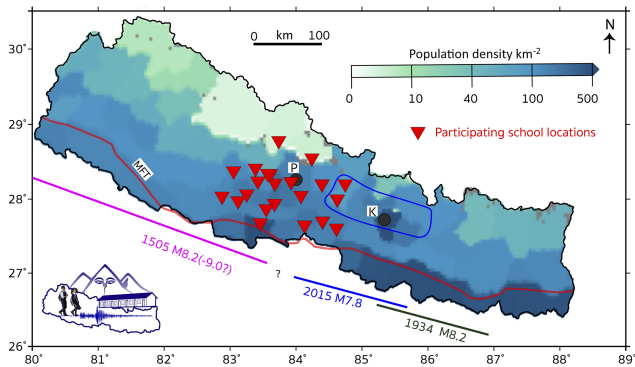 30°
29°
28°
27°
26°
80°
81°
82°
83°
84°
85°
86°
87°
88°
89°
0 km 100
N
Population density km-2
0 10 40 100 500
Participating school locations
MFT
P
K
1505 M8.2(-9.0?)
?
2015 M7.8
1934 M8.2